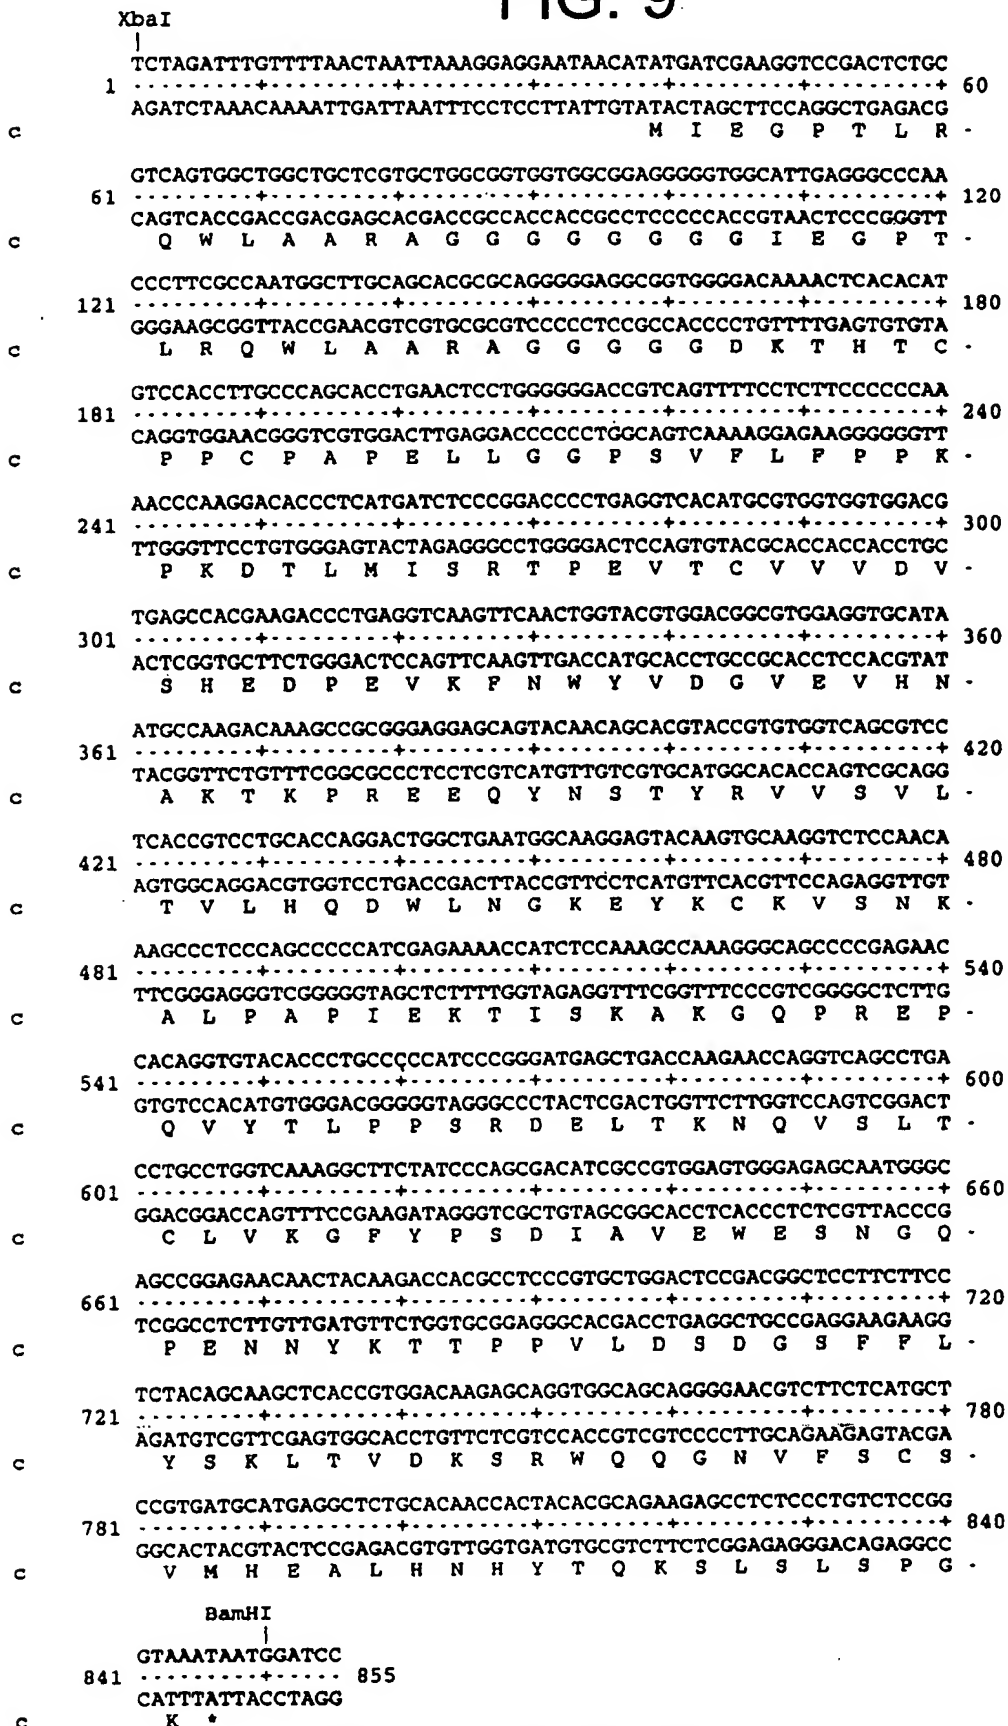 FIG. 9
XbaI
|
TCTAGATTTGTTTTAACTAATTAAAGGAGGAATAACATATGATCGAAGGTCCGACTCTGC
1 ---------+---------+---------+---------+---------+---------+ 60
AGATCTAAACAAAATTGATTAATTTCCTCCTTATTGTATACTAGCTTCCAGGCTGAGACG
c M I E G P T L R -
GTCAGTGGCTGGCTGCTCGTGCTGGCGGTGGTGGCGGAGGGGGTGGCATTGAGGGCCCAA
61 ---------+---------+---------+---------+---------+---------+ 120
CAGTCACCGACCGACGAGCACGACCGCCACCACCGCCTCCCCCACCGTAACTCCCGGGTT
c Q W L A A R A G G G G G G G G I E G P T -
CCCTTCGCCAATGGCTTGCAGCACGCGCAGGGGGAGGCGGTGGGGACAAAACTCACACAT
121 ---------+---------+---------+---------+---------+---------+ 180
GGGAAGCGGTTACCGAACGTCGTGCGCGTCCCCCTCCGCCACCCCTGTTTTGAGTGTGTA
c L R Q W L A A R A G G G G G D K T H T C -
GTCCACCTTGCCCAGCACCTGAACTCCTGGGGGGACCGTCAGTTTTCCTCTTCCCCCCAA
181 ---------+---------+---------+---------+---------+---------+ 240
CAGGTGGAACGGGTCGTGGACTTGAGGACCCCCCTGGCAGTCAAAAGGAGAAGGGGGGTT
c P P C P A P E L L G G P S V F L F P P K -
AACCCAAGGACACCCTCATGATCTCCCGGACCCCTGAGGTCACATGCGTGGTGGTGGACG
241 ---------+---------+---------+---------+---------+---------+ 300
TTGGGTTCCTGTGGGAGTACTAGAGGGCCTGGGGACTCCAGTGTACGCACCACCACCTGC
c P K D T L M I S R T P E V T C V V V D V -
TGAGCCACGAAGACCCTGAGGTCAAGTTCAACTGGTACGTGGACGGCGTGGAGGTGCATA
301 ---------+---------+---------+---------+---------+---------+ 360
ACTCGGTGCTTCTGGGACTCCAGTTCAAGTTGACCATGCACCTGCCGCACCTCCACGTAT
c S H E D P E V K F N W Y V D G V E V H N -
ATGCCAAGACAAAGCCGCGGGAGGAGCAGTACAACAGCACGTACCGTGTGGTCAGCGTCC
361 ---------+---------+---------+---------+---------+---------+ 420
TACGGTTCTGTTTCGGCGCCCTCCTCGTCATGTTGTCGTGCATGGCACACCAGTCGCAGG
c A K T K P R E E Q Y N S T Y R V V S V L -
TCACCGTCCTGCACCAGGACTGGCTGAATGGCAAGGAGTACAAGTGCAAGGTCTCCAACA
421 ---------+---------+---------+---------+---------+---------+ 480
AGTGGCAGGACGTGGTCCTGACCGACTTACCGTTCCTCATGTTCACGTTCCAGAGGTTGT
c T V L H Q D W L N G K E Y K C K V S N K -
AAGCCCTCCCAGCCCCCATCGAGAAAACCATCTCCAAAGCCAAAGGGCAGCCCCGAGAAC
481 ---------+---------+---------+---------+---------+---------+ 540
TTCGGGAGGGTCGGGGGTAGCTCTTTTGGTAGAGGTTTCGGTTTCCCGTCGGGGCTCTTG
c A L P A P I E K T I S K A K G Q P R E P -
CACAGGTGTACACCCTGCCCCCATCCCGGGATGAGCTGACCAAGAACCAGGTCAGCCTGA
541 ---------+---------+---------+---------+---------+---------+ 600
GTGTCCACATGTGGGACGGGGGTAGGGCCCTACTCGACTGGTTCTTGGTCCAGTCGGACT
c Q V Y T L P P S R D E L T K N Q V S L T -
CCTGCCTGGTCAAAGGCTTCTATCCCAGCGACATCGCCGTGGAGTGGGAGAGCAATGGGC
601 ---------+---------+---------+---------+---------+---------+ 660
GGACGGACCAGTTTCCGAAGATAGGGTCGCTGTAGCGGCACCTCACCCTCTCGTTACCCG
c C L V K G F Y P S D I A V E W E S N G Q -
AGCCGGAGAACAACTACAAGACCACGCCTCCCGTGCTGGACTCCGACGGCTCCTTCTTCC
661 ---------+---------+---------+---------+---------+---------+ 720
TCGGCCTCTTGTTGATGTTCTGGTGCGGAGGGCACGACCTGAGGCTGCCGAGGAAGAAGG
c P E N N Y K T T P P V L D S D G S F F L -
TCTACAGCAAGCTCACCGTGGACAAGAGCAGGTGGCAGCAGGGGAACGTCTTCTCATGCT
721 ---------+---------+---------+---------+---------+---------+ 780
AGATGTCGTTCGAGTGGCACCTGTTCTCGTCCACCGTCGTCCCCTTGCAGAAGAGTACGA
c Y S K L T V D K S R W Q Q G N V F S C S -
CCGTGATGCATGAGGCTCTGCACAACCACTACACGCAGAAGAGCCTCTCCCTGTCTCCGG
781 ---------+---------+---------+---------+---------+---------+ 840
GGCACTACGTACTCCGAGACGTGTTGGTGATGTGCGTCTTCTCGGAGAGGGACAGAGGCC
c V M H E A L H N H Y T Q K S L S L S P G -
BamHI
|
GTAAATAATGGATCC
841 ---------+----- 855
CATTTATTACCTAGG
c K *